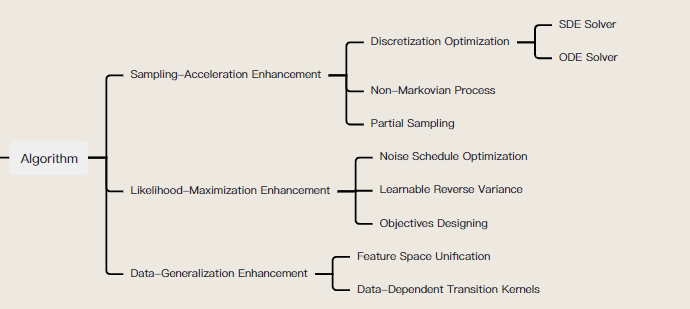 Algorithm
Sampling–Acceleration Enhancement
Discretization Optimization
SDE Solver
ODE Solver
Non–Markovian Process
Partial Sampling
Likelihood–Maximization Enhancement
Noise Schedule Optimization
Learnable Reverse Variance
Objectives Designing
Data–Generalization Enhancement
Feature Space Unification
Data–Dependent Transition Kernels